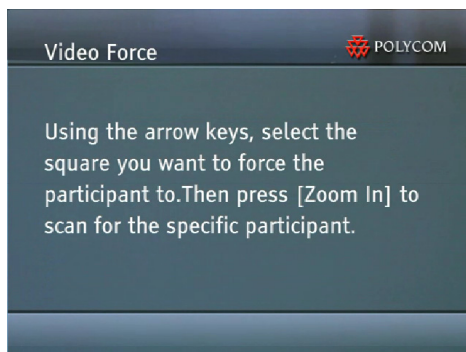 Video Force
POLYCOM
Using the arrow keys, select the
square you want to force the
participant to.Then press [Zoom In] to
scan for the specific participant.